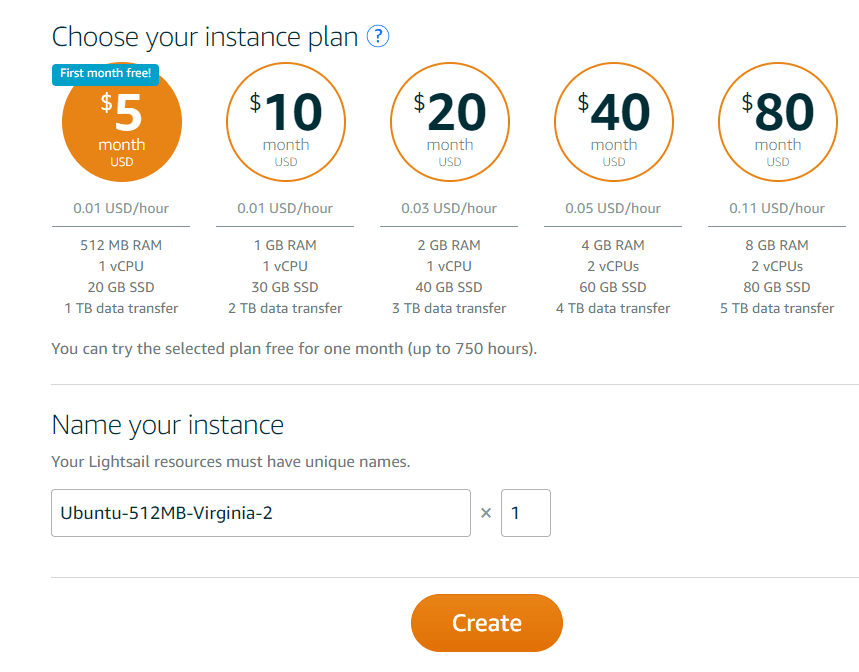 Choose your instance plan ?
First month free!
$5 $10 $20 $40 $80
month month month month month
USD USD USD USD USD
0.01 USD/hour 0.01 USD/hour 0.03 USD/hour 0.05 USD/hour 0.11 USD/hour
512 MB RAM 1 GB RAM 2 GB RAM 4 GB RAM 8 GB RAM
1 vCPU 1 vCPU 1 vCPU 2 vCPUs 2 vCPUs
20 GB SSD 30 GB SSD 40 GB SSD 60 GB SSD 80 GB SSD
1 TB data transfer 2 TB data transfer 3 TB data transfer 4 TB data transfer 5 TB data transfer
You can try the selected plan free for one month (up to 750 hours).
Name your instance
Your Lightsail resources must have unique names.
Ubuntu-512MB-Virginia-2 × 1
Create